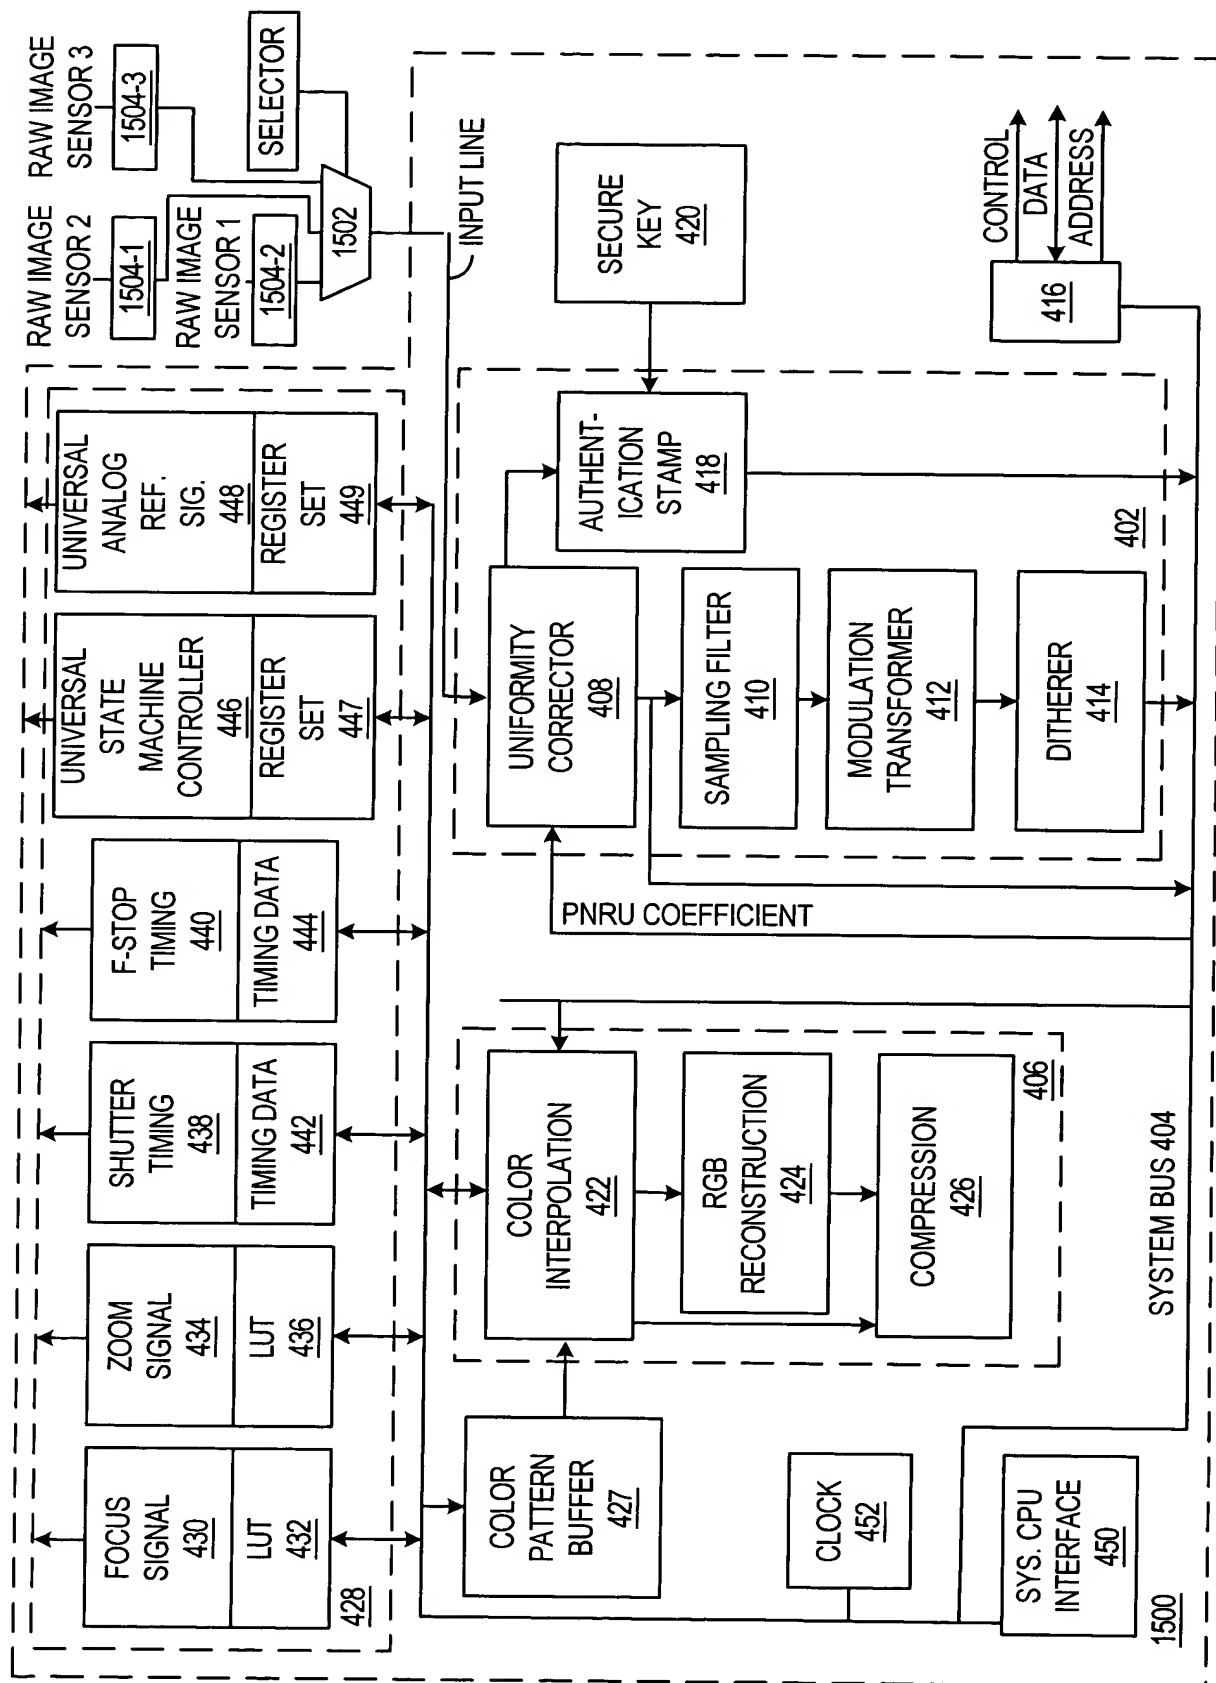 FOCUS
SIGNAL
430
LUT
432
428
ZOOM
SIGNAL
434
LUT
436
SHUTTER
TIMING
438
TIMING DATA
442
F-STOP
TIMING
440
TIMING DATA
444
UNIVERSAL
STATE
MACHINE
CONTROLLER
446
REGISTER
SET
447
UNIVERSAL
ANALOG
REF.
SIG.
448
REGISTER
SET
449
RAW IMAGE
SENSOR 2
1504-1
RAW IMAGE
SENSOR 1
1504-2
RAW IMAGE
SENSOR 3
1504-3
SELECTOR
1502
INPUT LINE
COLOR
PATTERN
BUFFER
427
COLOR
INTERPOLATION
422
RGB
RECONSTRUCTION
424
COMPRESSION
426
406
PNRU COEFFICIENT
UNIFORMITY
CORRECTOR
408
SAMPLING FILTER
410
MODULATION
TRANSFORMER
412
DITHERER
414
AUTHENT-
ICATION
STAMP
418
402
SECURE
KEY
420
416
CONTROL
DATA
ADDRESS
CLOCK
452
SYS. CPU
INTERFACE
450
SYSTEM BUS 404
1500